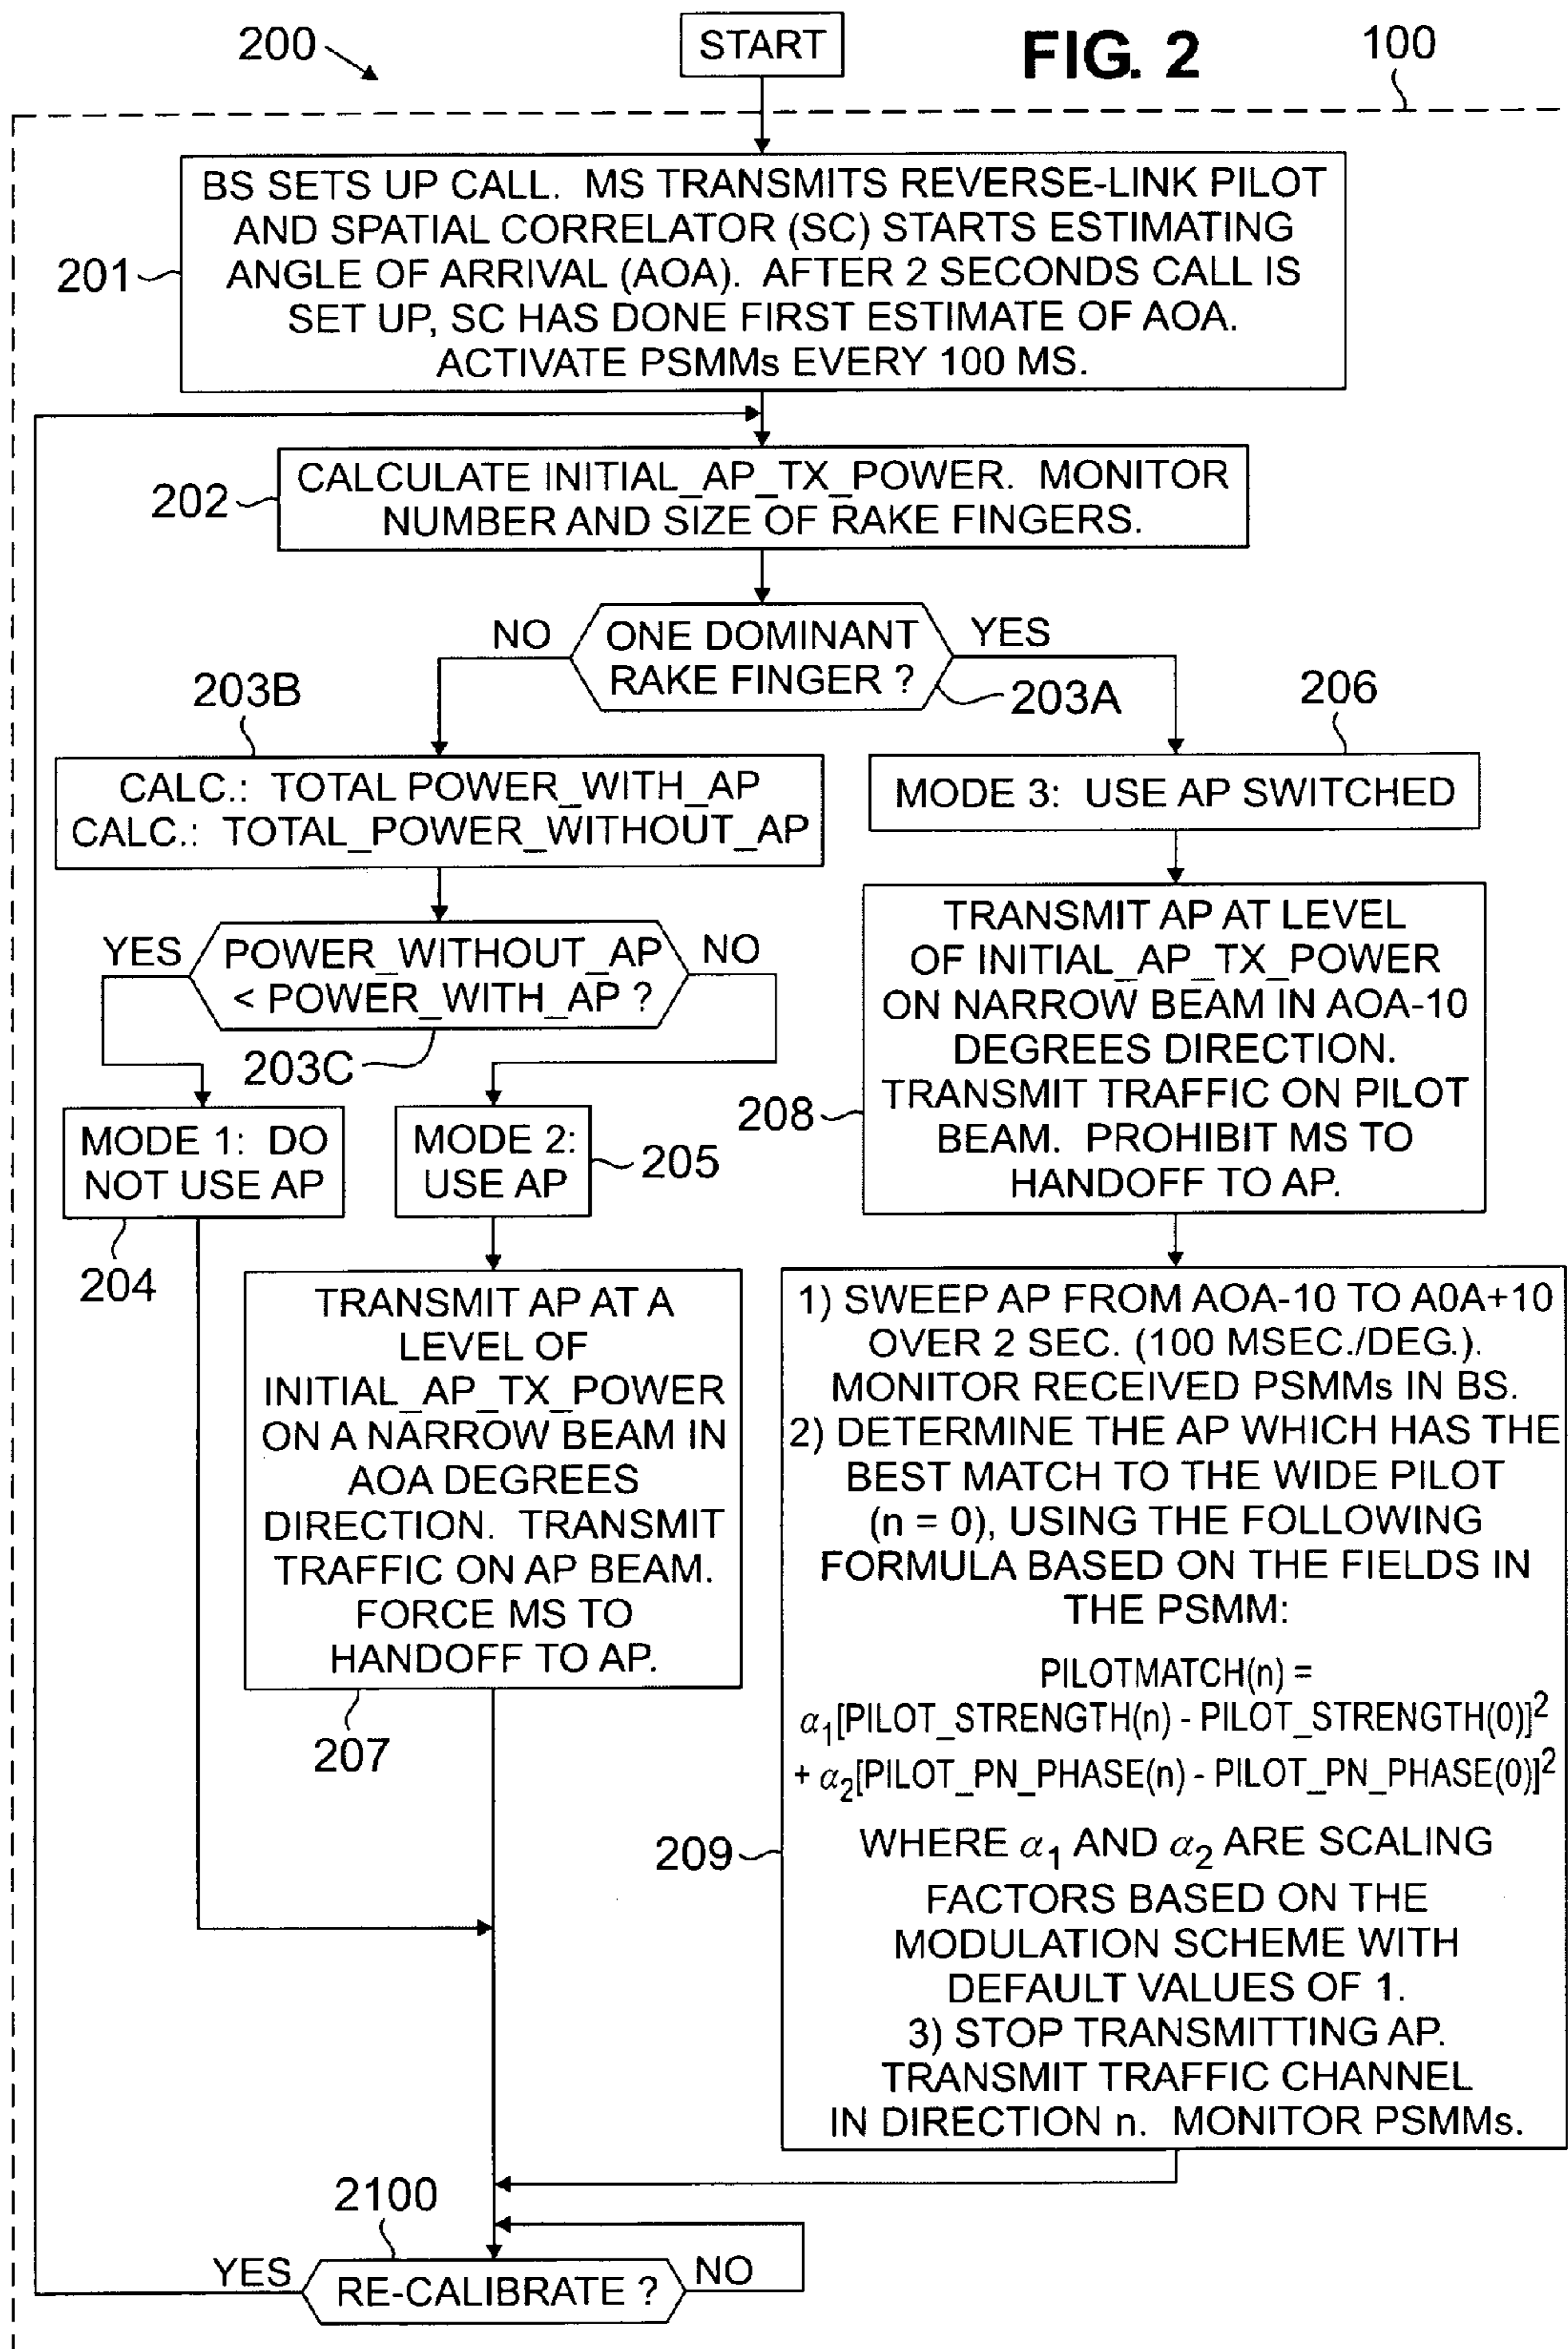 200
START
FIG. 2
100
BS SETS UP CALL. MS TRANSMITS REVERSE-LINK PILOT
AND SPATIAL CORRELATOR (SC) STARTS ESTIMATING
ANGLE OF ARRIVAL (AOA). AFTER 2 SECONDS CALL IS
SET UP, SC HAS DONE FIRST ESTIMATE OF AOA.
ACTIVATE PSMMs EVERY 100 MS.
201
CALCULATE INITIAL_AP_TX_POWER. MONITOR
NUMBER AND SIZE OF RAKE FINGERS.
202
NO
ONE DOMINANT
RAKE FINGER ?
YES
203A
203B
CALC.: TOTAL POWER_WITH_AP
CALC.: TOTAL_POWER_WITHOUT_AP
206
MODE 3: USE AP SWITCHED
YES
POWER_WITHOUT_AP
< POWER_WITH_AP ?
NO
203C
MODE 1: DO
NOT USE AP
204
MODE 2:
USE AP
205
TRANSMIT AP AT LEVEL
OF INITIAL_AP_TX_POWER
ON NARROW BEAM IN AOA-10
DEGREES DIRECTION.
TRANSMIT TRAFFIC ON PILOT
BEAM. PROHIBIT MS TO
HANDOFF TO AP.
208
TRANSMIT AP AT A
LEVEL OF
INITIAL_AP_TX_POWER
ON A NARROW BEAM IN
AOA DEGREES
DIRECTION. TRANSMIT
TRAFFIC ON AP BEAM.
FORCE MS TO
HANDOFF TO AP.
207
1) SWEEP AP FROM AOA-10 TO A0A+10
OVER 2 SEC. (100 MSEC./DEG.).
MONITOR RECEIVED PSMMs IN BS.
2) DETERMINE THE AP WHICH HAS THE
BEST MATCH TO THE WIDE PILOT
(n = 0), USING THE FOLLOWING
FORMULA BASED ON THE FIELDS IN
THE PSMM:
PILOTMATCH(n) =
α₁[PILOT_STRENGTH(n) - PILOT_STRENGTH(0)]²
+ α₂[PILOT_PN_PHASE(n) - PILOT_PN_PHASE(0)]²
WHERE α₁ AND α₂ ARE SCALING
FACTORS BASED ON THE
MODULATION SCHEME WITH
DEFAULT VALUES OF 1.
3) STOP TRANSMITTING AP.
TRANSMIT TRAFFIC CHANNEL
IN DIRECTION n. MONITOR PSMMs.
209
2100
YES
RE-CALIBRATE ?
NO